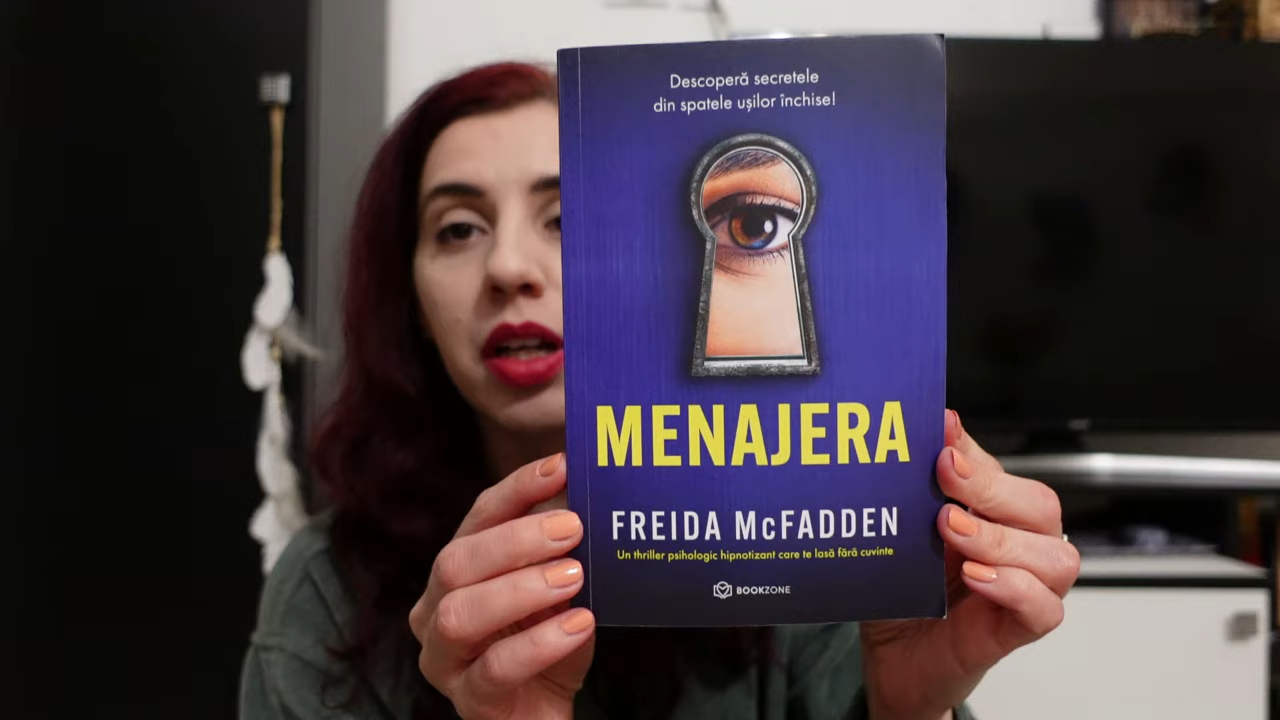 Descoperă secretele
din spatele ușilor închise!
MENAJERA
FREIDA McFADDEN
Un thriller psihologic hipnotizant care te lasă fără cuvinte
BOOKZONE